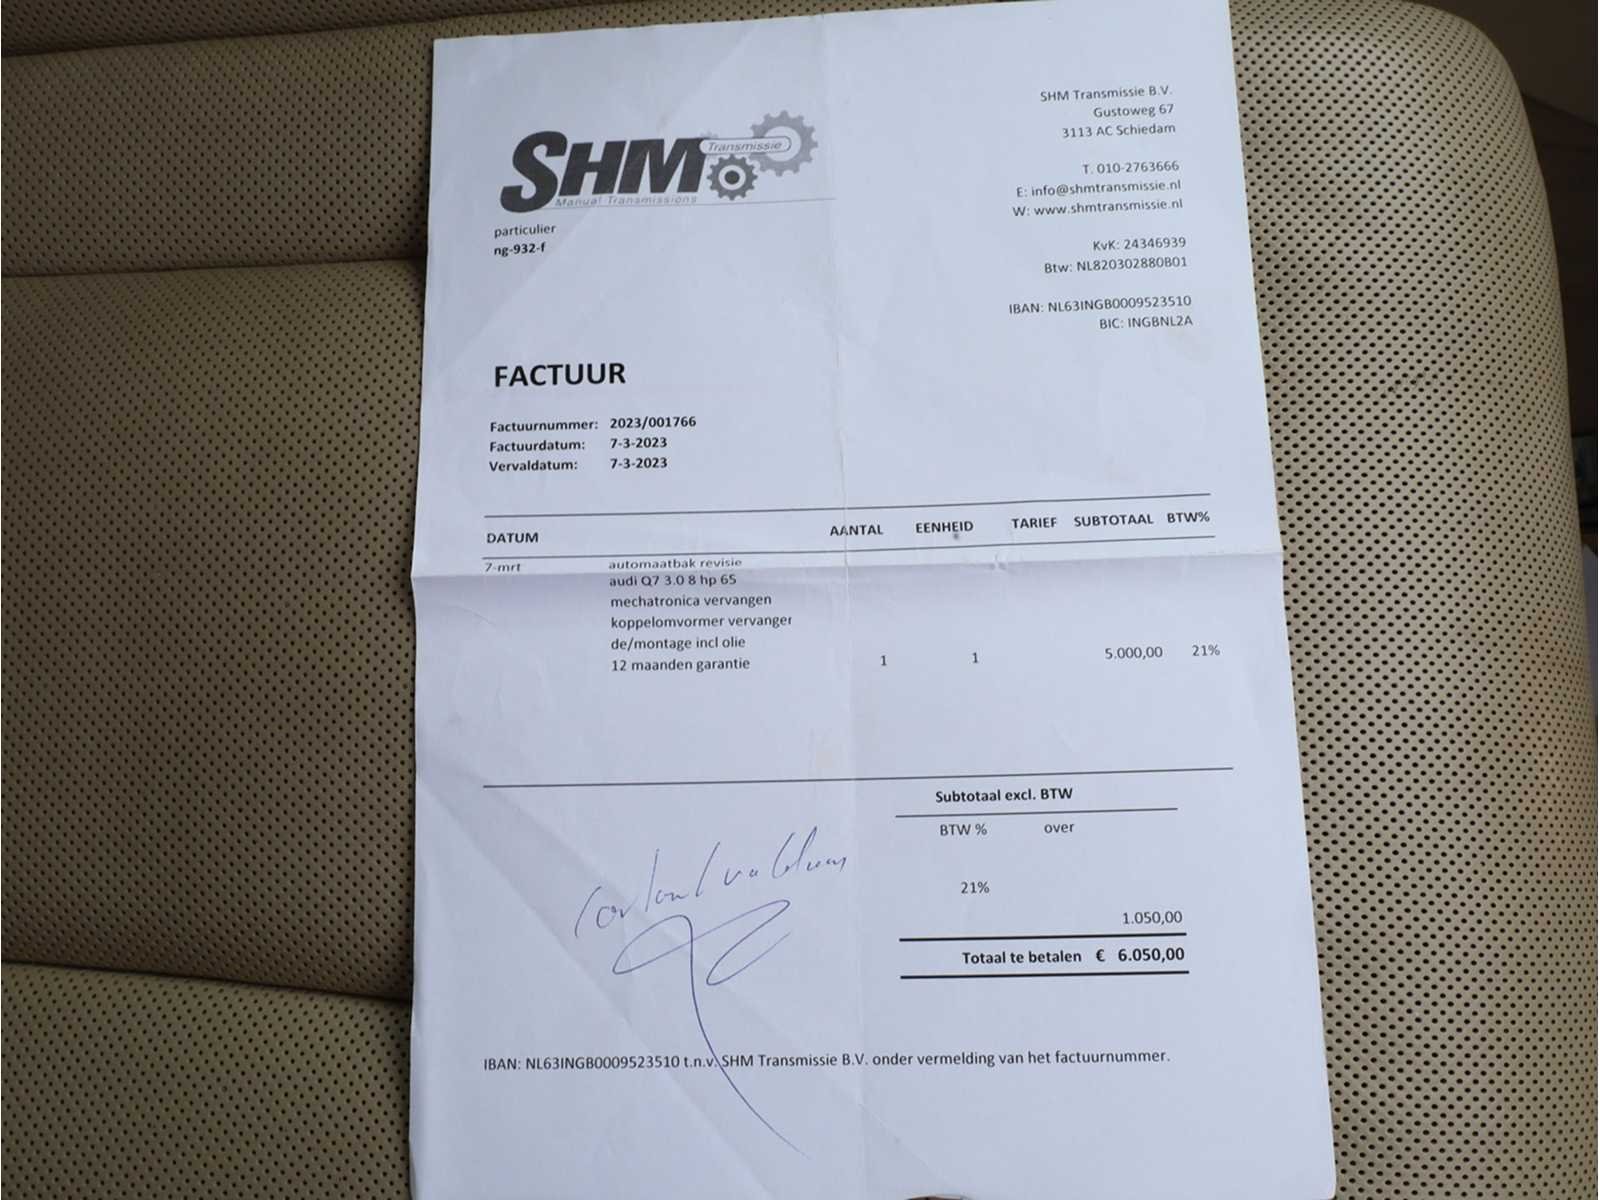 SHM Transmissie
Manual Transmissions
SHM Transmissie B.V.
Gustoweg 67
3113 AC Schiedam
T. 010-2763666
E: info@shmtransmissie.nl
W: www.shmtransmissie.nl
KvK: 24346939
Btw: NL820302880B01
IBAN: NL63INGB0009523510
BIC: INGBNL2A
particulier
ng-932-f
FACTUUR
Factuurnummer: 2023/001766
Factuurdatum: 7-3-2023
Vervaldatum: 7-3-2023
DATUM AANTAL EENHEID TARIEF SUBTOTAAL BTW%
7-mrt automaatbak revisie
audi Q7 3.0 8 hp 65
mechatronica vervangen
koppelomvormer vervanger
de/montage incl olie
12 maanden garantie 1 1 5.000,00 21%
Subtotaal excl. BTW
BTW % over
21%
1.050,00
Totaal te betalen € 6.050,00
IBAN: NL63INGB0009523510 t.n.v. SHM Transmissie B.V. onder vermelding van het factuurnummer.